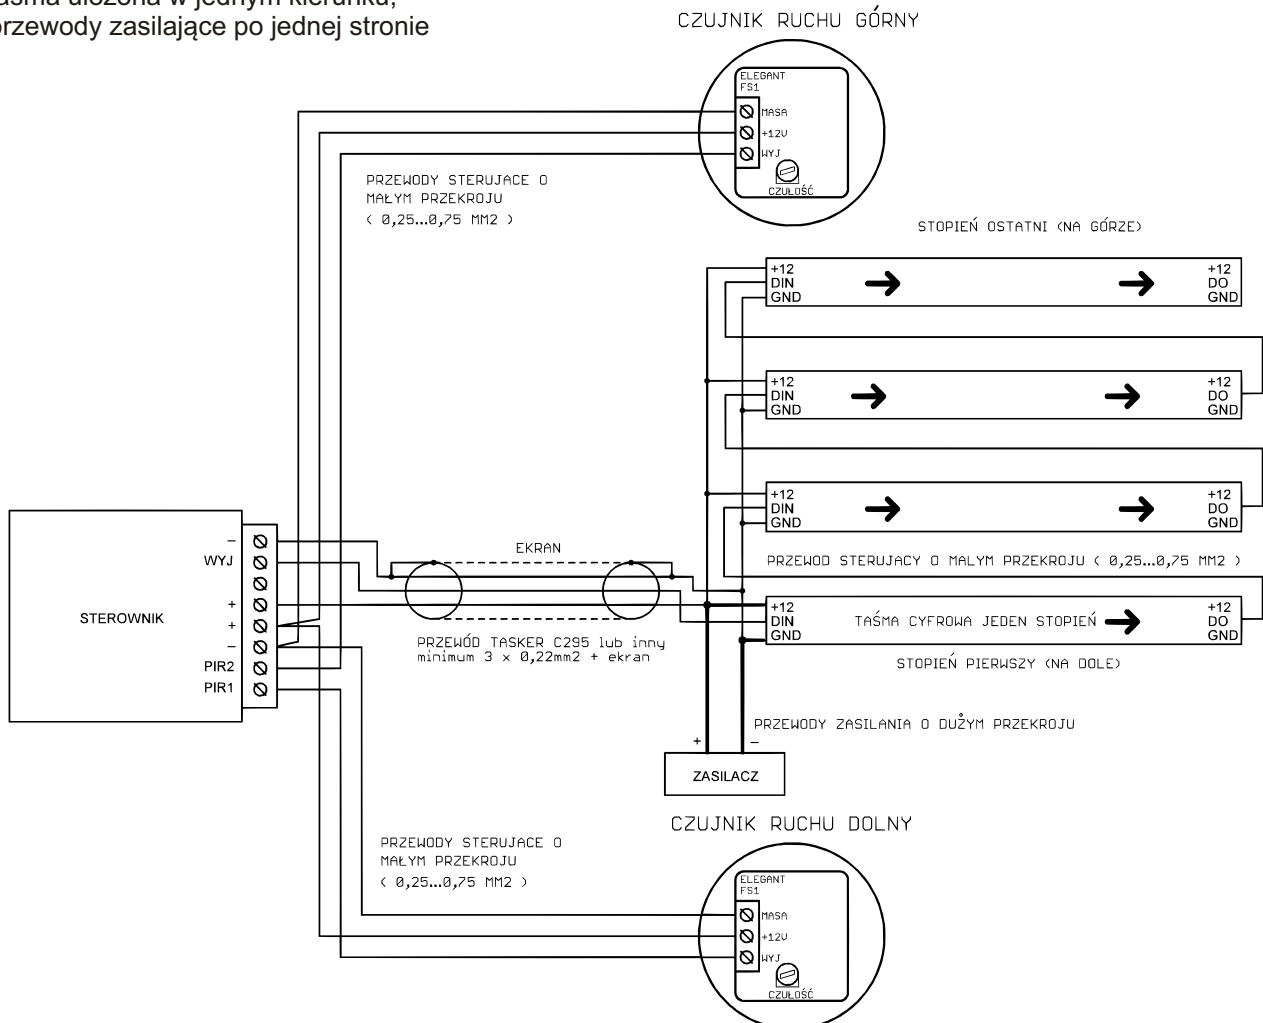 aśma ułożona w jednym kierunku,
przewody zasilające po jednej stronie
CZUJNIK RUCHU GÓRNY
ELEGANT
FS1
MASA
+12V
WYJ
CZUŁOŚĆ
PRZEWODY STERUJACE O
MAŁYM PRZEKROJU
( 0,25...0,75 MM2 )
STOPIEŃ OSTATNI (NA GÓRZE)
+12
DIN
GND
+12
DO
GND
+12
DIN
GND
+12
DO
GND
+12
DIN
GND
+12
DO
GND
PRZEWOD STERUJACY O MALYM PRZEKROJU ( 0,25...0,75 MM2 )
+12
DIN
GND
TAŚMA CYFROWA JEDEN STOPIEŃ
+12
DO
GND
STOPIEŃ PIERWSZY (NA DOLE)
STEROWNIK
–
WYJ
+
+
–
PIR2
PIR1
EKRAN
PRZEWÓD TASKER C295 lub inny
minimum 3 x 0,22mm2 + ekran
PRZEWODY ZASILANIA O DUŻYM PRZEKROJU
+ –
ZASILACZ
CZUJNIK RUCHU DOLNY
PRZEWODY STERUJACE O
MAŁYM PRZEKROJU
( 0,25...0,75 MM2 )
ELEGANT
FS1
MASA
+12V
WYJ
CZUŁOŚĆ